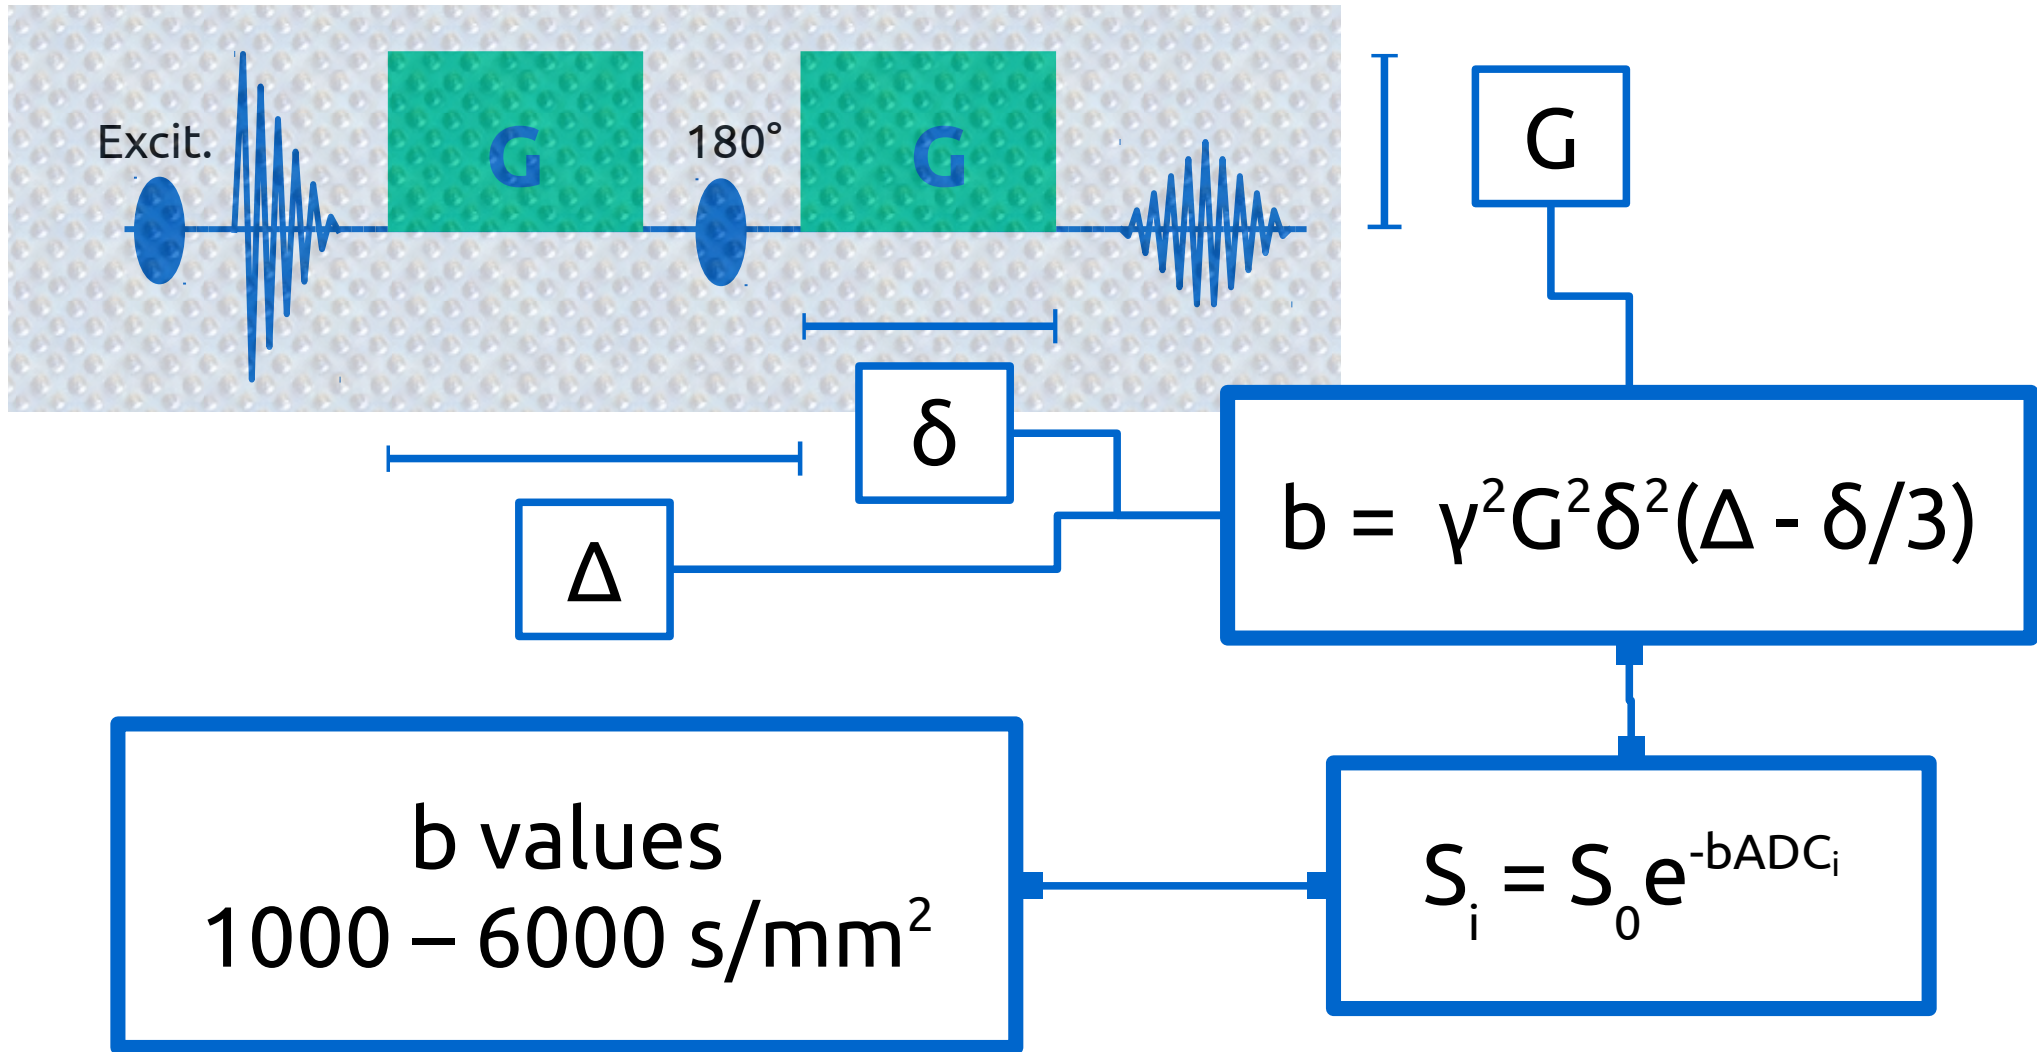 Excit.
G
180°
G
G
δ
Δ
b = γ²G²δ²(Δ - δ/3)
b values
1000 – 6000 s/mm²
Sᵢ = S₀e^-bADCᵢ